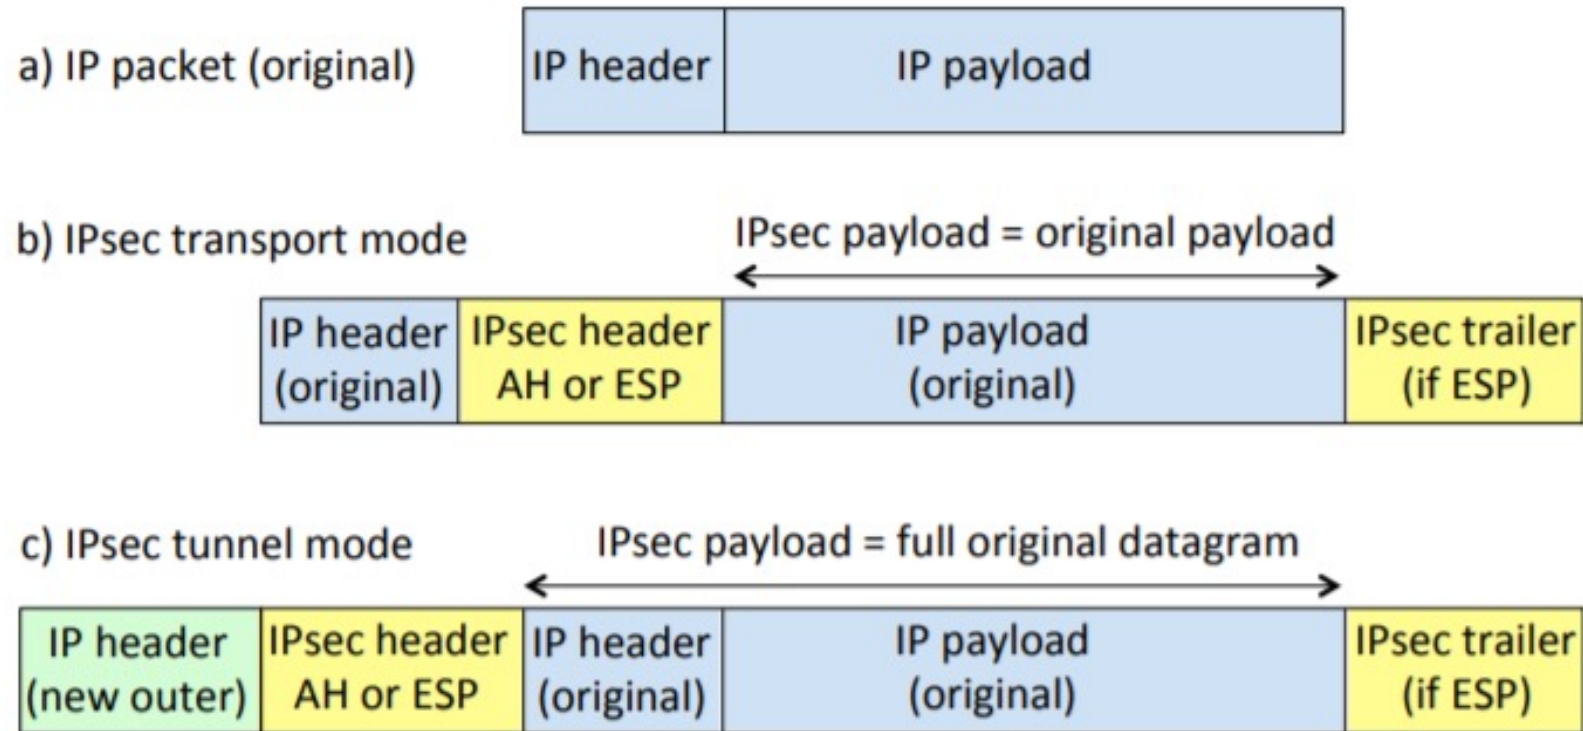 a) IP packet (original)
IP header
IP payload
b) IPsec transport mode
IPsec payload = original payload
IP header
(original)
IPsec header
AH or ESP
IP payload
(original)
IPsec trailer
(if ESP)
c) IPsec tunnel mode
IPsec payload = full original datagram
IP header
(new outer)
IPsec header
AH or ESP
IP header
(original)
IP payload
(original)
IPsec trailer
(if ESP)